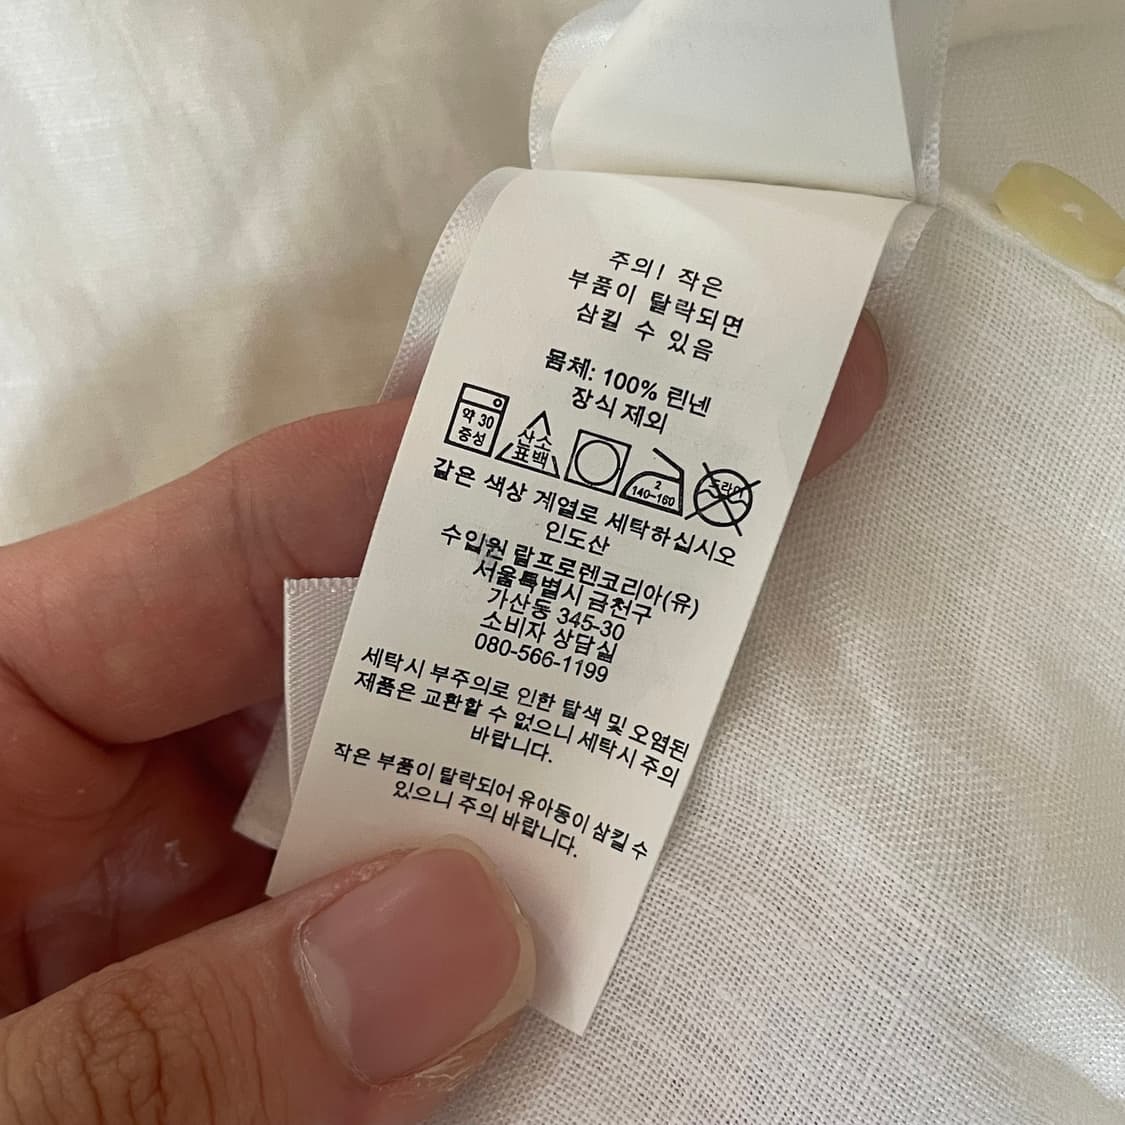 주의! 작은
부품이 탈락되면
삼킬 수 있음
몸체: 100% 린넨
장식 제외
약 30
중성
산소
표백
2
140-160
드라이
같은 색상 계열로 세탁하십시오
인도산
수입원 랄프로렌코리아(유)
서울특별시 금천구
가산동 345-30
소비자 상담실
080-566-1199
세탁시 부주의로 인한 탈색 및 오염된
제품은 교환할 수 없으니 세탁시 주의
바랍니다.
작은 부품이 탈락되어 유아동이 삼킬 수
있으니 주의 바랍니다.